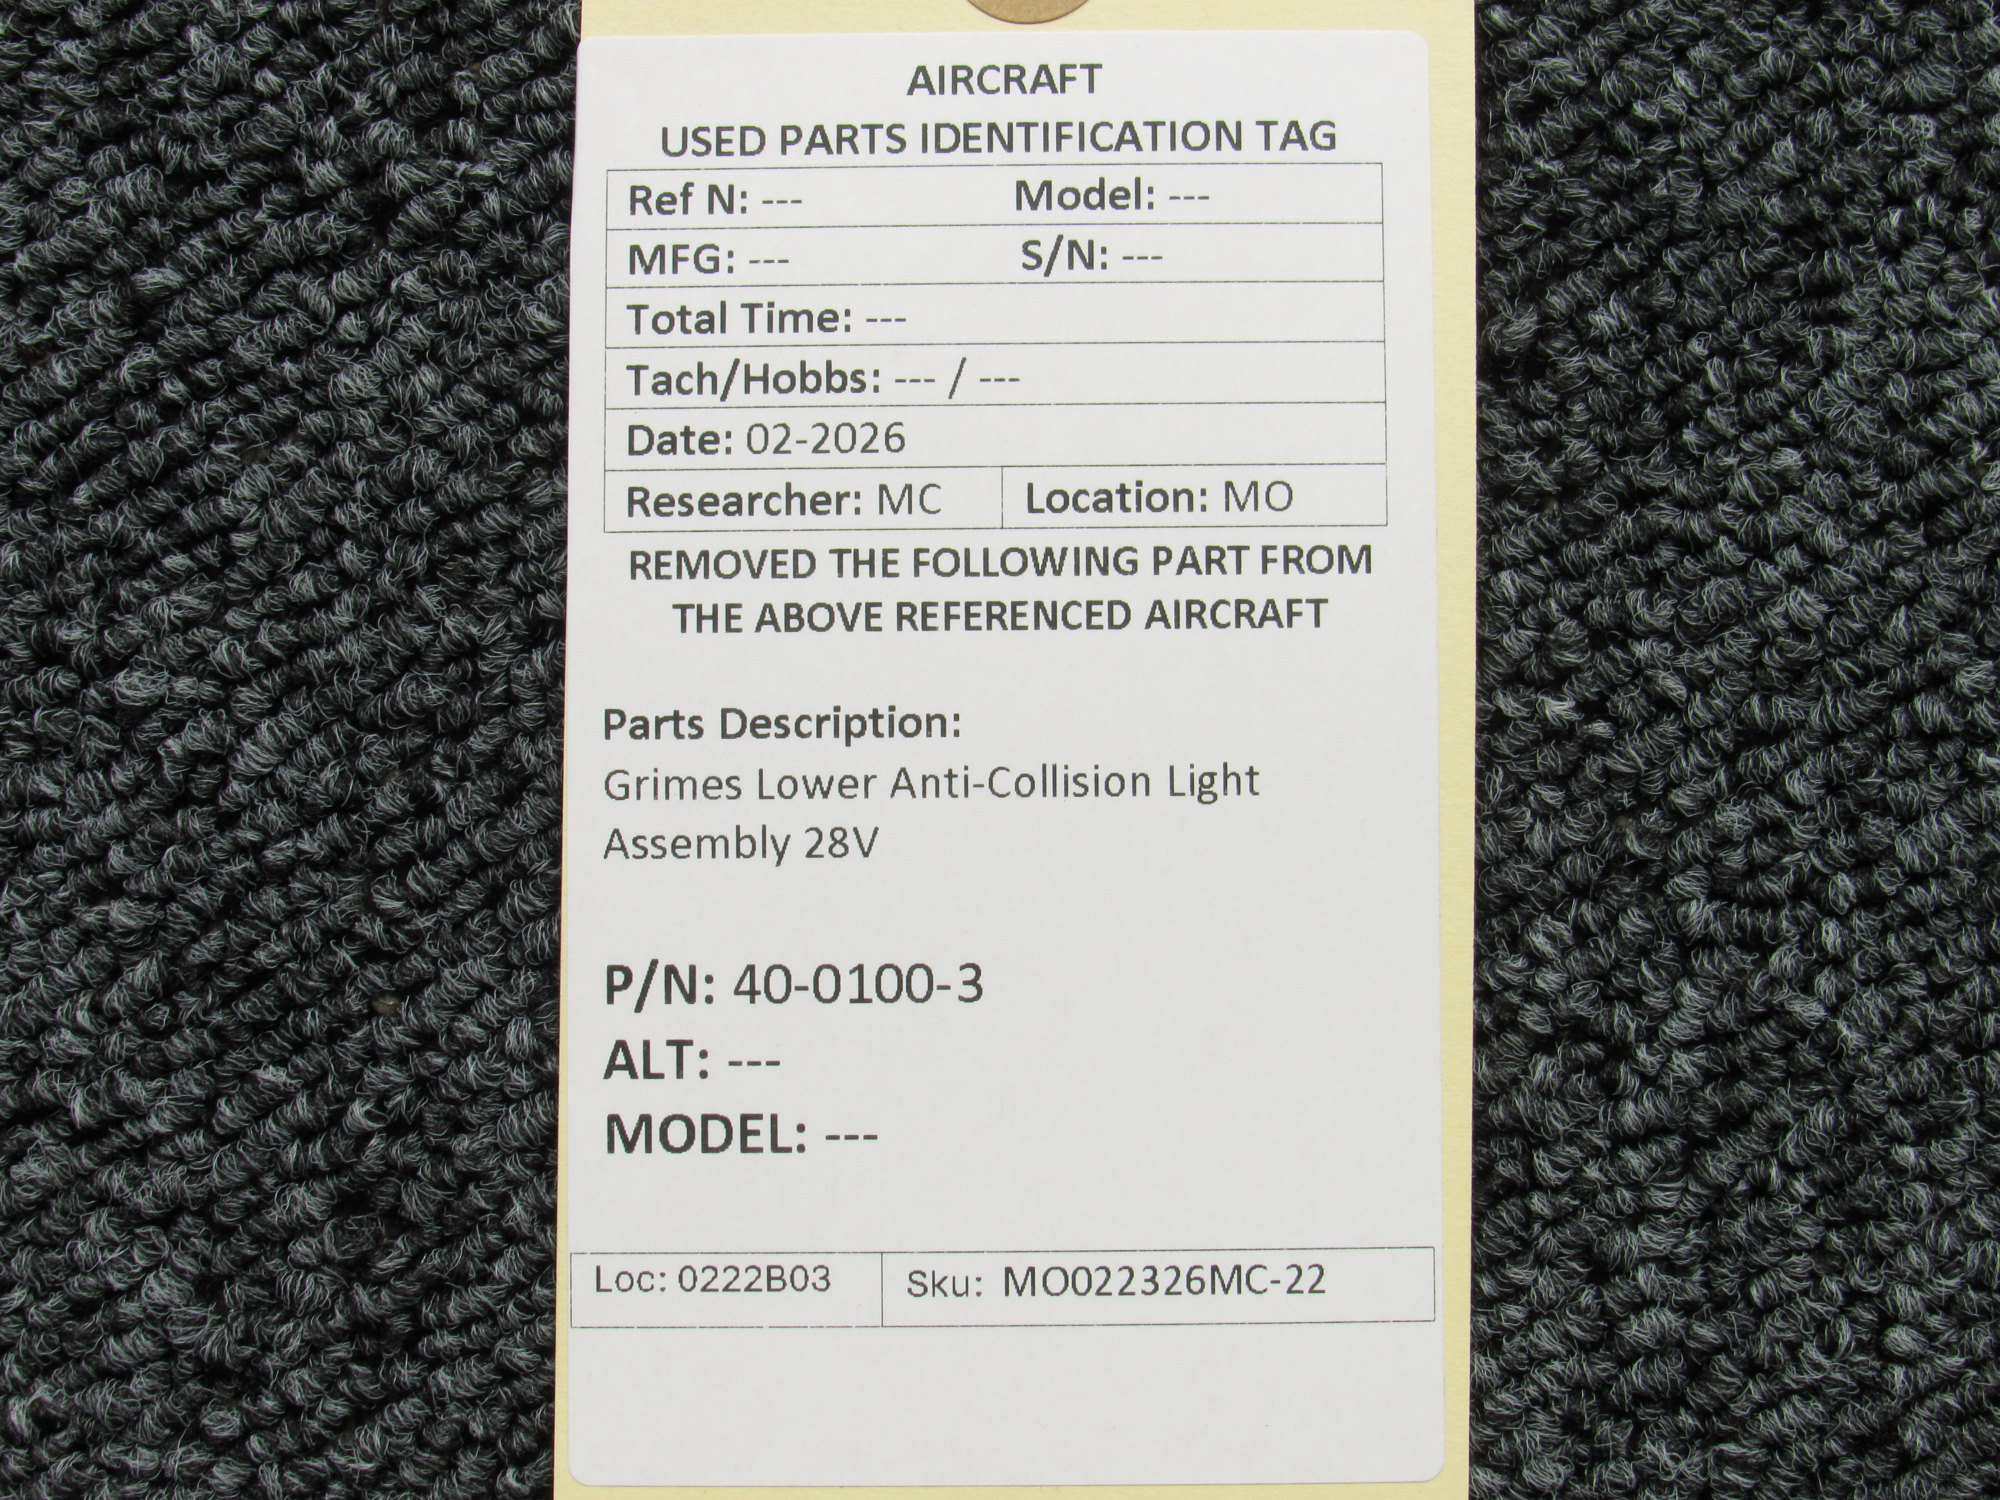 AIRCRAFT
USED PARTS IDENTIFICATION TAG
Ref N: --- Model: ---
MFG: --- S/N: ---
Total Time: ---
Tach/Hobbs: --- / ---
Date: 02-2026
Researcher: MC Location: MO
REMOVED THE FOLLOWING PART FROM
THE ABOVE REFERENCED AIRCRAFT
Parts Description:
Grimes Lower Anti-Collision Light
Assembly 28V
P/N: 40-0100-3
ALT: ---
MODEL: ---
Loc: 0222B03 Sku: MO022326MC-22